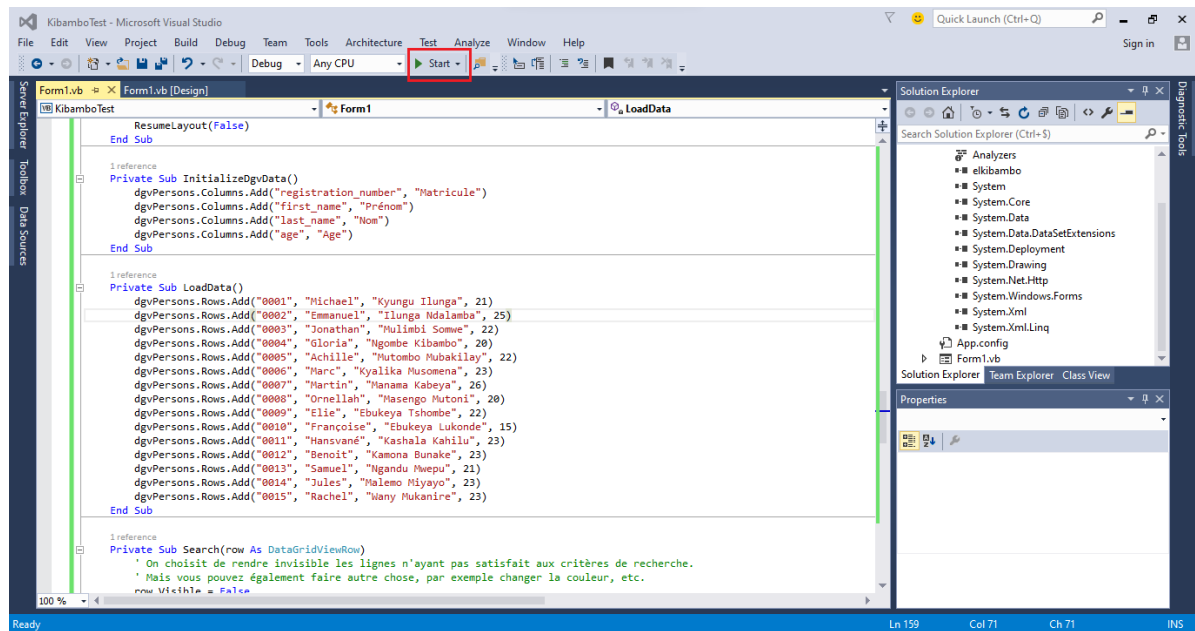 KibamboTest - Microsoft Visual Studio
Quick Launch (Ctrl+Q)
File Edit View Project Build Debug Team Tools Architecture Test Analyze Window Help
Sign in
Debug Any CPU Start
Server Explorer
Toolbox
Data Sources
Form1.vb Form1.vb [Design]
VB KibamboTest Form1 LoadData
ResumeLayout(False)
End Sub
1 reference
Private Sub InitializeDgvData()
dgvPersons.Columns.Add("registration_number", "Matricule")
dgvPersons.Columns.Add("first_name", "Prénom")
dgvPersons.Columns.Add("last_name", "Nom")
dgvPersons.Columns.Add("age", "Age")
End Sub
1 reference
Private Sub LoadData()
dgvPersons.Rows.Add("0001", "Michael", "Kyungu Ilunga", 21)
dgvPersons.Rows.Add("0002", "Emmanuel", "Ilunga Ndalamba", 25)
dgvPersons.Rows.Add("0003", "Jonathan", "Mulimbi Somwe", 22)
dgvPersons.Rows.Add("0004", "Gloria", "Ngombe Kibambo", 20)
dgvPersons.Rows.Add("0005", "Achille", "Mutombo Mubakilay", 22)
dgvPersons.Rows.Add("0006", "Marc", "Kyalika Musomena", 23)
dgvPersons.Rows.Add("0007", "Martin", "Manama Kabeya", 26)
dgvPersons.Rows.Add("0008", "Ornellah", "Masengo Mutoni", 20)
dgvPersons.Rows.Add("0009", "Elie", "Ebukeya Tshombe", 22)
dgvPersons.Rows.Add("0010", "Françoise", "Ebukeya Lukonde", 15)
dgvPersons.Rows.Add("0011", "Hansvané", "Kashala Kahilu", 23)
dgvPersons.Rows.Add("0012", "Benoit", "Kamona Bunake", 23)
dgvPersons.Rows.Add("0013", "Samuel", "Ngandu Mwepu", 21)
dgvPersons.Rows.Add("0014", "Jules", "Malemo Miyayo", 23)
dgvPersons.Rows.Add("0015", "Rachel", "Wany Mukanire", 23)
End Sub
1 reference
Private Sub Search(row As DataGridViewRow)
' On choisit de rendre invisible les lignes n'ayant pas satisfait aux critères de recherche.
' Mais vous pouvez également faire autre chose, par exemple changer la couleur, etc.
row.Visible = False
100 %
Solution Explorer
Search Solution Explorer (Ctrl+$)
Analyzers
elkibambo
System
System.Core
System.Data
System.Data.DataSetExtensions
System.Deployment
System.Drawing
System.Net.Http
System.Windows.Forms
System.Xml
System.Xml.Linq
App.config
Form1.vb
Solution Explorer Team Explorer Class View
Properties
Diagnostic Tools
Ready Ln 159 Col 71 Ch 71 INS